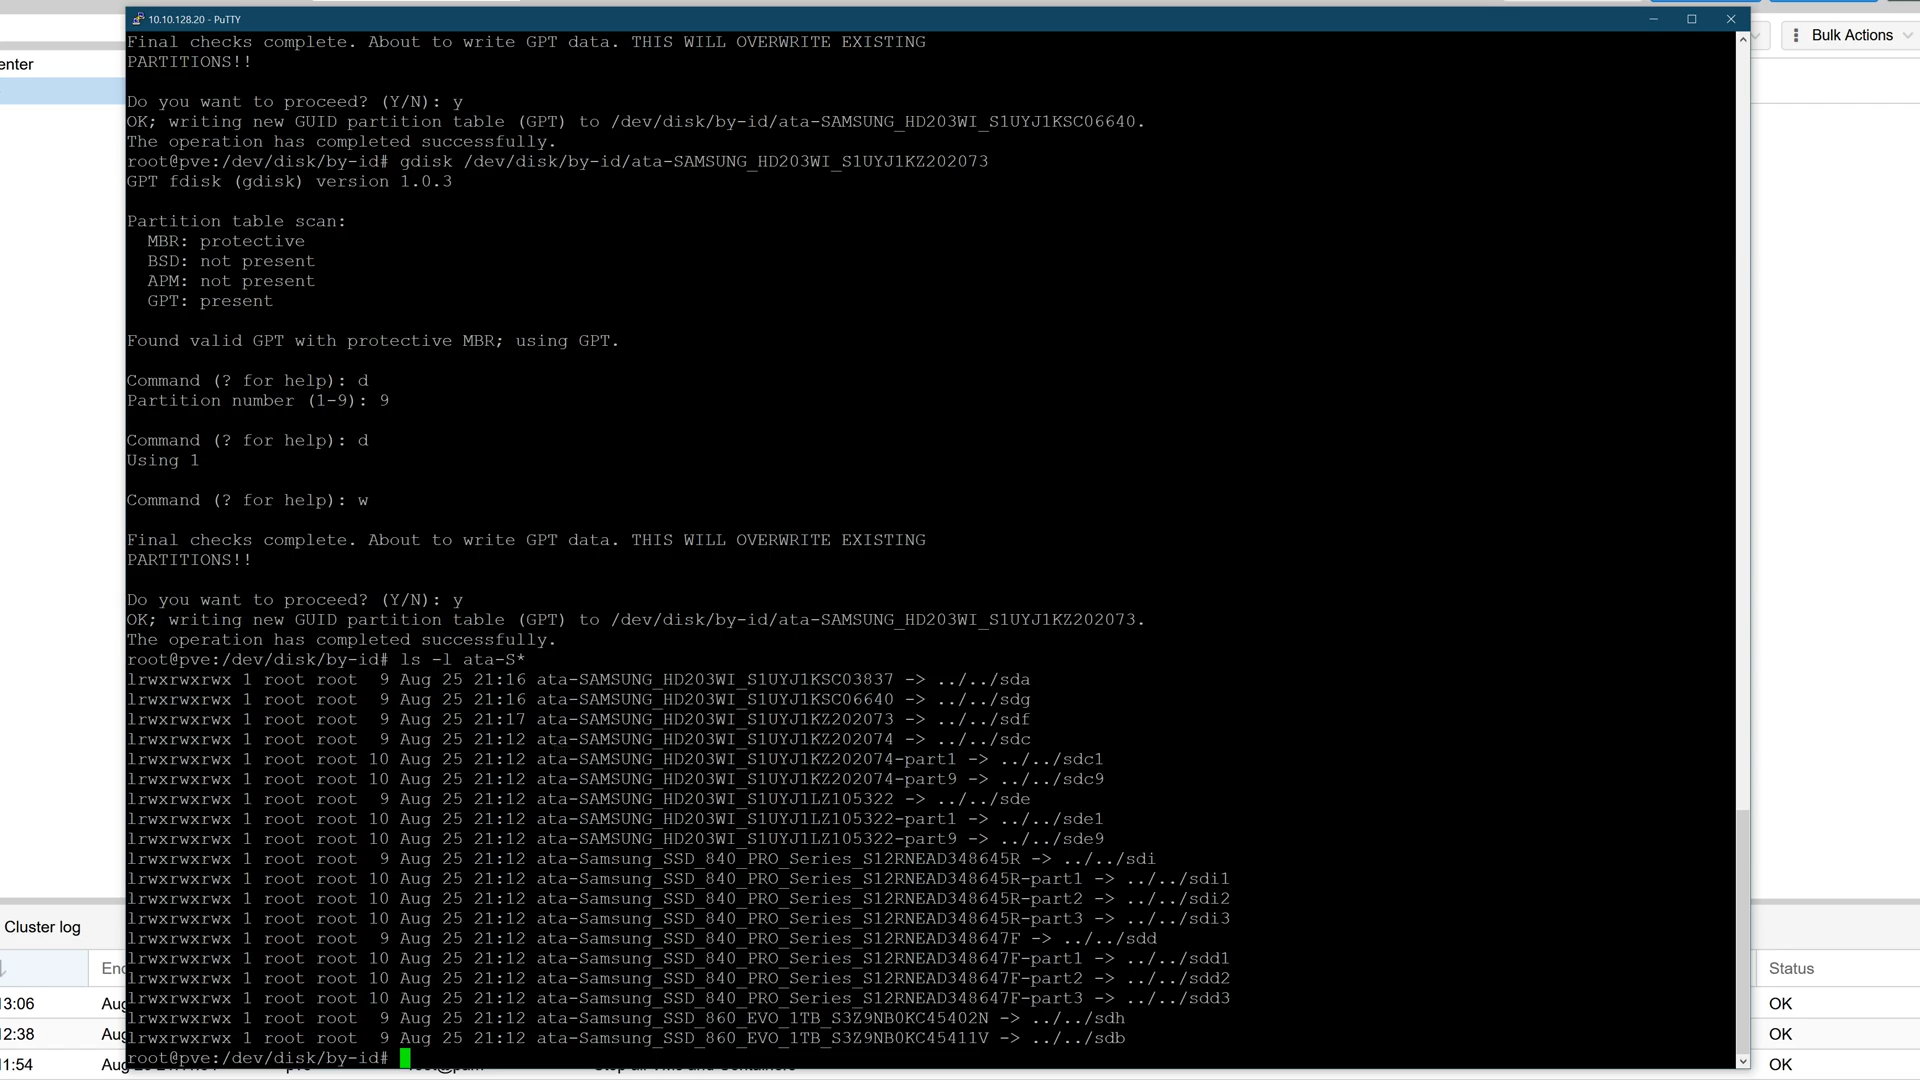 10.10.128.20 - PuTTY
Final checks complete. About to write GPT data. THIS WILL OVERWRITE EXISTING
PARTITIONS!!
Do you want to proceed? (Y/N): y
OK; writing new GUID partition table (GPT) to /dev/disk/by-id/ata-SAMSUNG_HD203WI_S1UYJ1KSC06640.
The operation has completed successfully.
root@pve:/dev/disk/by-id# gdisk /dev/disk/by-id/ata-SAMSUNG_HD203WI_S1UYJ1KZ202073
GPT fdisk (gdisk) version 1.0.3
Partition table scan:
MBR: protective
BSD: not present
APM: not present
GPT: present
Found valid GPT with protective MBR; using GPT.
Command (? for help): d
Partition number (1-9): 9
Command (? for help): d
Using 1
Command (? for help): w
Final checks complete. About to write GPT data. THIS WILL OVERWRITE EXISTING
PARTITIONS!!
Do you want to proceed? (Y/N): y
OK; writing new GUID partition table (GPT) to /dev/disk/by-id/ata-SAMSUNG_HD203WI_S1UYJ1KZ202073.
The operation has completed successfully.
root@pve:/dev/disk/by-id# ls -l ata-S*
lrwxrwxrwx 1 root root  9 Aug 25 21:16 ata-SAMSUNG_HD203WI_S1UYJ1KSC03837 -> ../../sda
lrwxrwxrwx 1 root root  9 Aug 25 21:16 ata-SAMSUNG_HD203WI_S1UYJ1KSC06640 -> ../../sdg
lrwxrwxrwx 1 root root  9 Aug 25 21:17 ata-SAMSUNG_HD203WI_S1UYJ1KZ202073 -> ../../sdf
lrwxrwxrwx 1 root root  9 Aug 25 21:12 ata-SAMSUNG_HD203WI_S1UYJ1KZ202074 -> ../../sdc
lrwxrwxrwx 1 root root 10 Aug 25 21:12 ata-SAMSUNG_HD203WI_S1UYJ1KZ202074-part1 -> ../../sdc1
lrwxrwxrwx 1 root root 10 Aug 25 21:12 ata-SAMSUNG_HD203WI_S1UYJ1KZ202074-part9 -> ../../sdc9
lrwxrwxrwx 1 root root  9 Aug 25 21:12 ata-SAMSUNG_HD203WI_S1UYJ1LZ105322 -> ../../sde
lrwxrwxrwx 1 root root 10 Aug 25 21:12 ata-SAMSUNG_HD203WI_S1UYJ1LZ105322-part1 -> ../../sde1
lrwxrwxrwx 1 root root 10 Aug 25 21:12 ata-SAMSUNG_HD203WI_S1UYJ1LZ105322-part9 -> ../../sde9
lrwxrwxrwx 1 root root  9 Aug 25 21:12 ata-Samsung_SSD_840_PRO_Series_S12RNEAD348645R -> ../../sdi
lrwxrwxrwx 1 root root 10 Aug 25 21:12 ata-Samsung_SSD_840_PRO_Series_S12RNEAD348645R-part1 -> ../../sdi1
lrwxrwxrwx 1 root root 10 Aug 25 21:12 ata-Samsung_SSD_840_PRO_Series_S12RNEAD348645R-part2 -> ../../sdi2
lrwxrwxrwx 1 root root 10 Aug 25 21:12 ata-Samsung_SSD_840_PRO_Series_S12RNEAD348645R-part3 -> ../../sdi3
lrwxrwxrwx 1 root root  9 Aug 25 21:12 ata-Samsung_SSD_840_PRO_Series_S12RNEAD348647F -> ../../sdd
lrwxrwxrwx 1 root root 10 Aug 25 21:12 ata-Samsung_SSD_840_PRO_Series_S12RNEAD348647F-part1 -> ../../sdd1
lrwxrwxrwx 1 root root 10 Aug 25 21:12 ata-Samsung_SSD_840_PRO_Series_S12RNEAD348647F-part2 -> ../../sdd2
lrwxrwxrwx 1 root root 10 Aug 25 21:12 ata-Samsung_SSD_840_PRO_Series_S12RNEAD348647F-part3 -> ../../sdd3
lrwxrwxrwx 1 root root  9 Aug 25 21:12 ata-Samsung_SSD_860_EVO_1TB_S3Z9NB0KC45402N -> ../../sdh
lrwxrwxrwx 1 root root  9 Aug 25 21:12 ata-Samsung_SSD_860_EVO_1TB_S3Z9NB0KC45411V -> ../../sdb
root@pve:/dev/disk/by-id#
enter
Bulk Actions
Cluster log
Status
13:06 Aug OK
12:38 Aug OK
11:54 OK